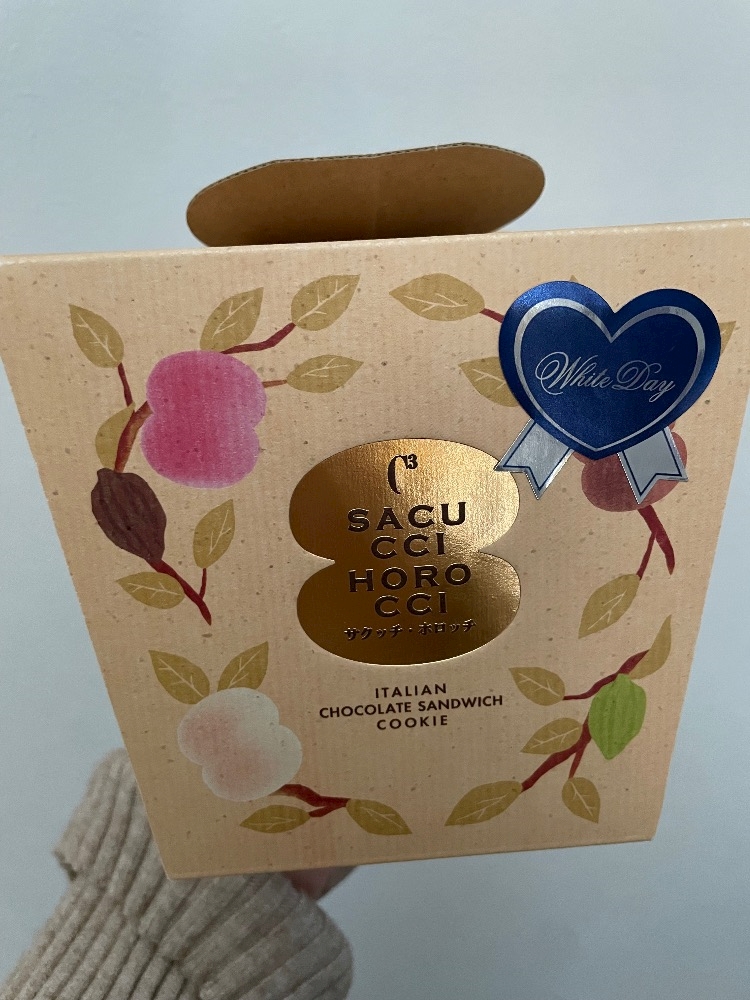 White Day
C3
SACU
CCI
HORO
CCI
サクッチ・ホロッチ
ITALIAN
CHOCOLATE SANDWICH
COOKIE